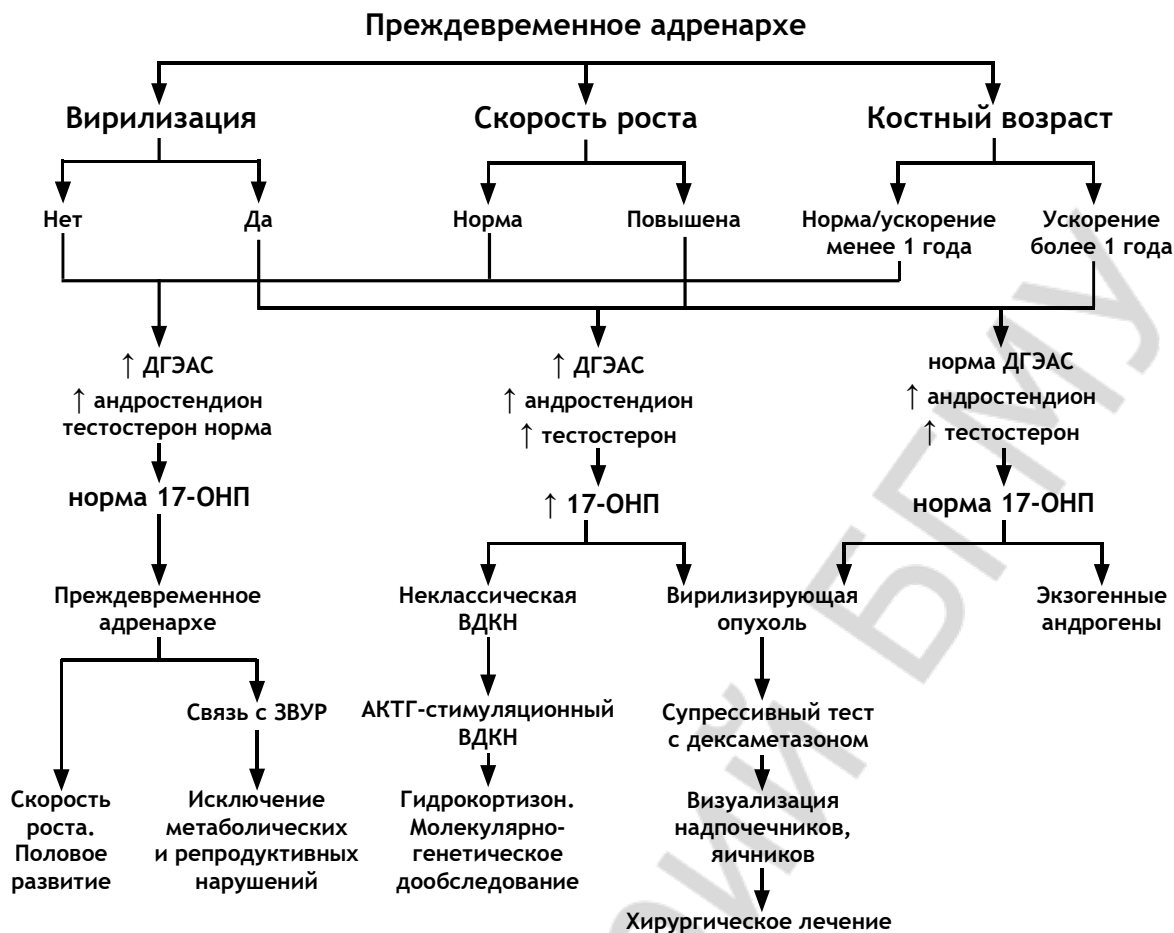 Преждевременное адренархе
Вирилизация
Скорость роста
Костный возраст
Нет
Да
Норма
Повышена
Норма/ускорение
менее 1 года
Ускорение
более 1 года
↑ ДГЭАС
↑ андростендион
тестостерон норма
↑ ДГЭАС
↑ андростендион
↑ тестостерон
норма ДГЭАС
↑ андростендион
↑ тестостерон
норма 17-ОНП
↑ 17-ОНП
норма 17-ОНП
Преждевременное
адренархе
Неклассическая
ВДКН
Вирилизирующая
опухоль
Экзогенные
андрогены
Связь с ЗВУР
АКТГ-стимуляционный
ВДКН
Супрессивный тест
с дексаметазоном
Скорость
роста.
Половое
развитие
Исключение
метаболических
и репродуктивных
нарушений
Гидрокортизон.
Молекулярно-
генетическое
дообследование
Визуализация
надпочечников,
яичников
Хирургическое лечение
РИЙ БГМУ